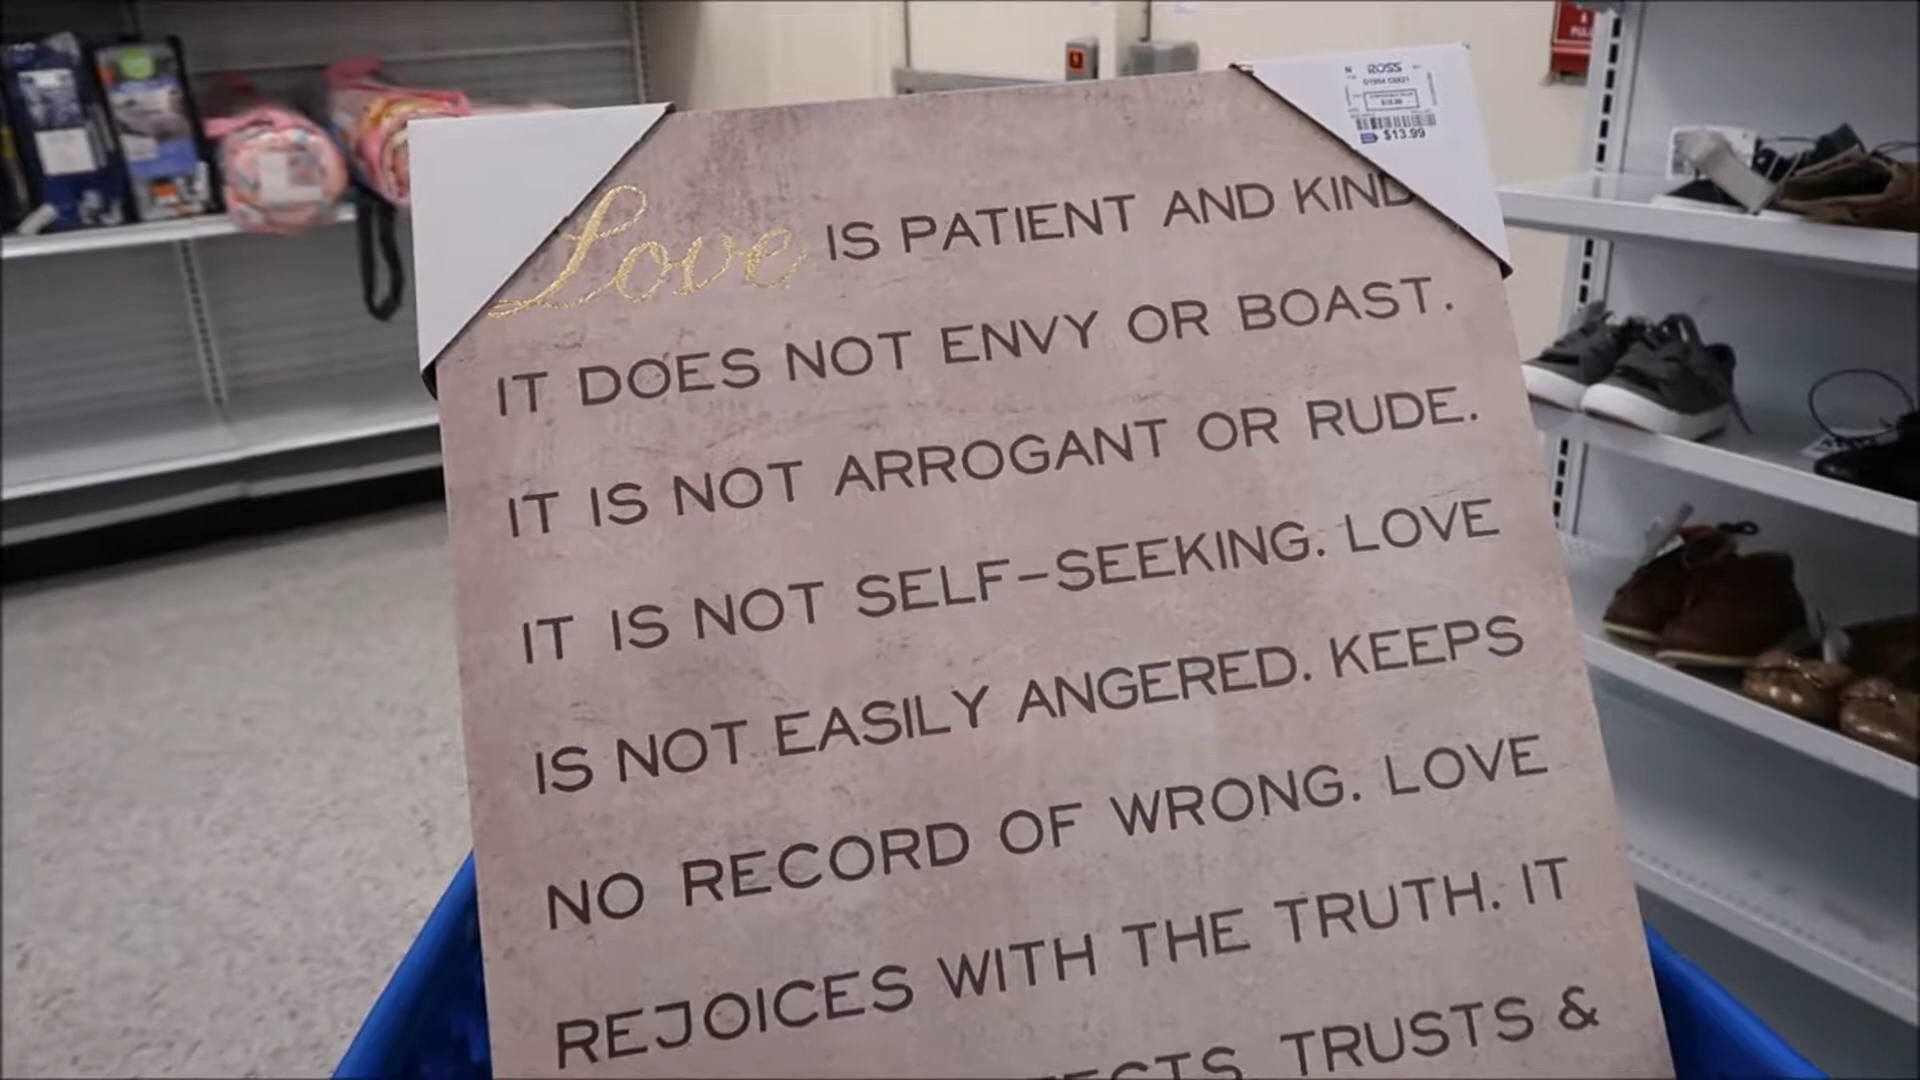 ROSS
$13.99
Love IS PATIENT AND KIND
IT DOES NOT ENVY OR BOAST.
IT IS NOT ARROGANT OR RUDE.
IT IS NOT SELF-SEEKING. LOVE
IS NOT EASILY ANGERED. KEEPS
NO RECORD OF WRONG. LOVE
REJOICES WITH THE TRUTH. IT
TRUSTS &